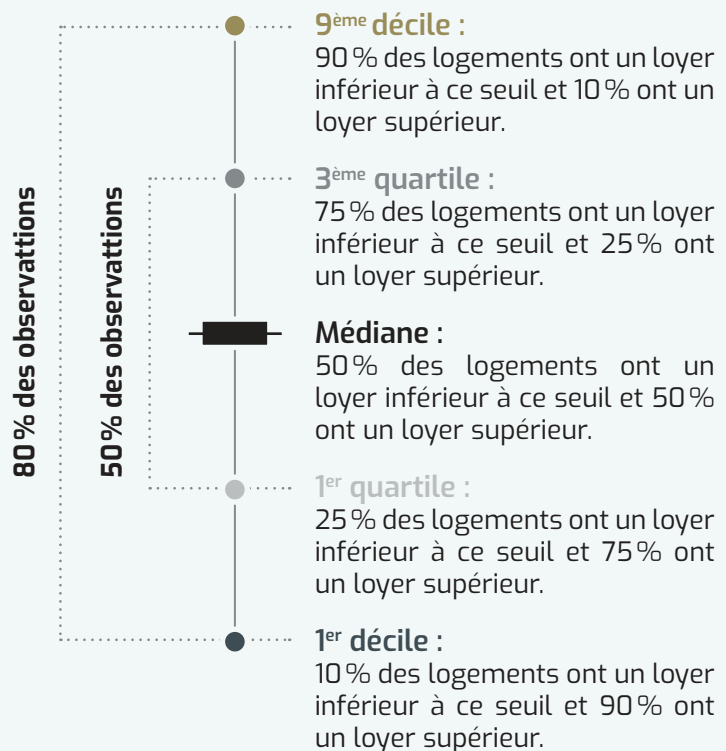 9ème décile :
90 % des logements ont un loyer
inférieur à ce seuil et 10 % ont un
loyer supérieur.
3ème quartile :
75 % des logements ont un loyer
inférieur à ce seuil et 25 % ont
un loyer supérieur.
Médiane :
50 % des logements ont un
loyer inférieur à ce seuil et 50 %
ont un loyer supérieur.
1er quartile :
25 % des logements ont un loyer
inférieur à ce seuil et 75 % ont
un loyer supérieur.
1er décile :
10 % des logements ont un loyer
inférieur à ce seuil et 90 % ont
un loyer supérieur.
80 % des observattions
50 % des observattions